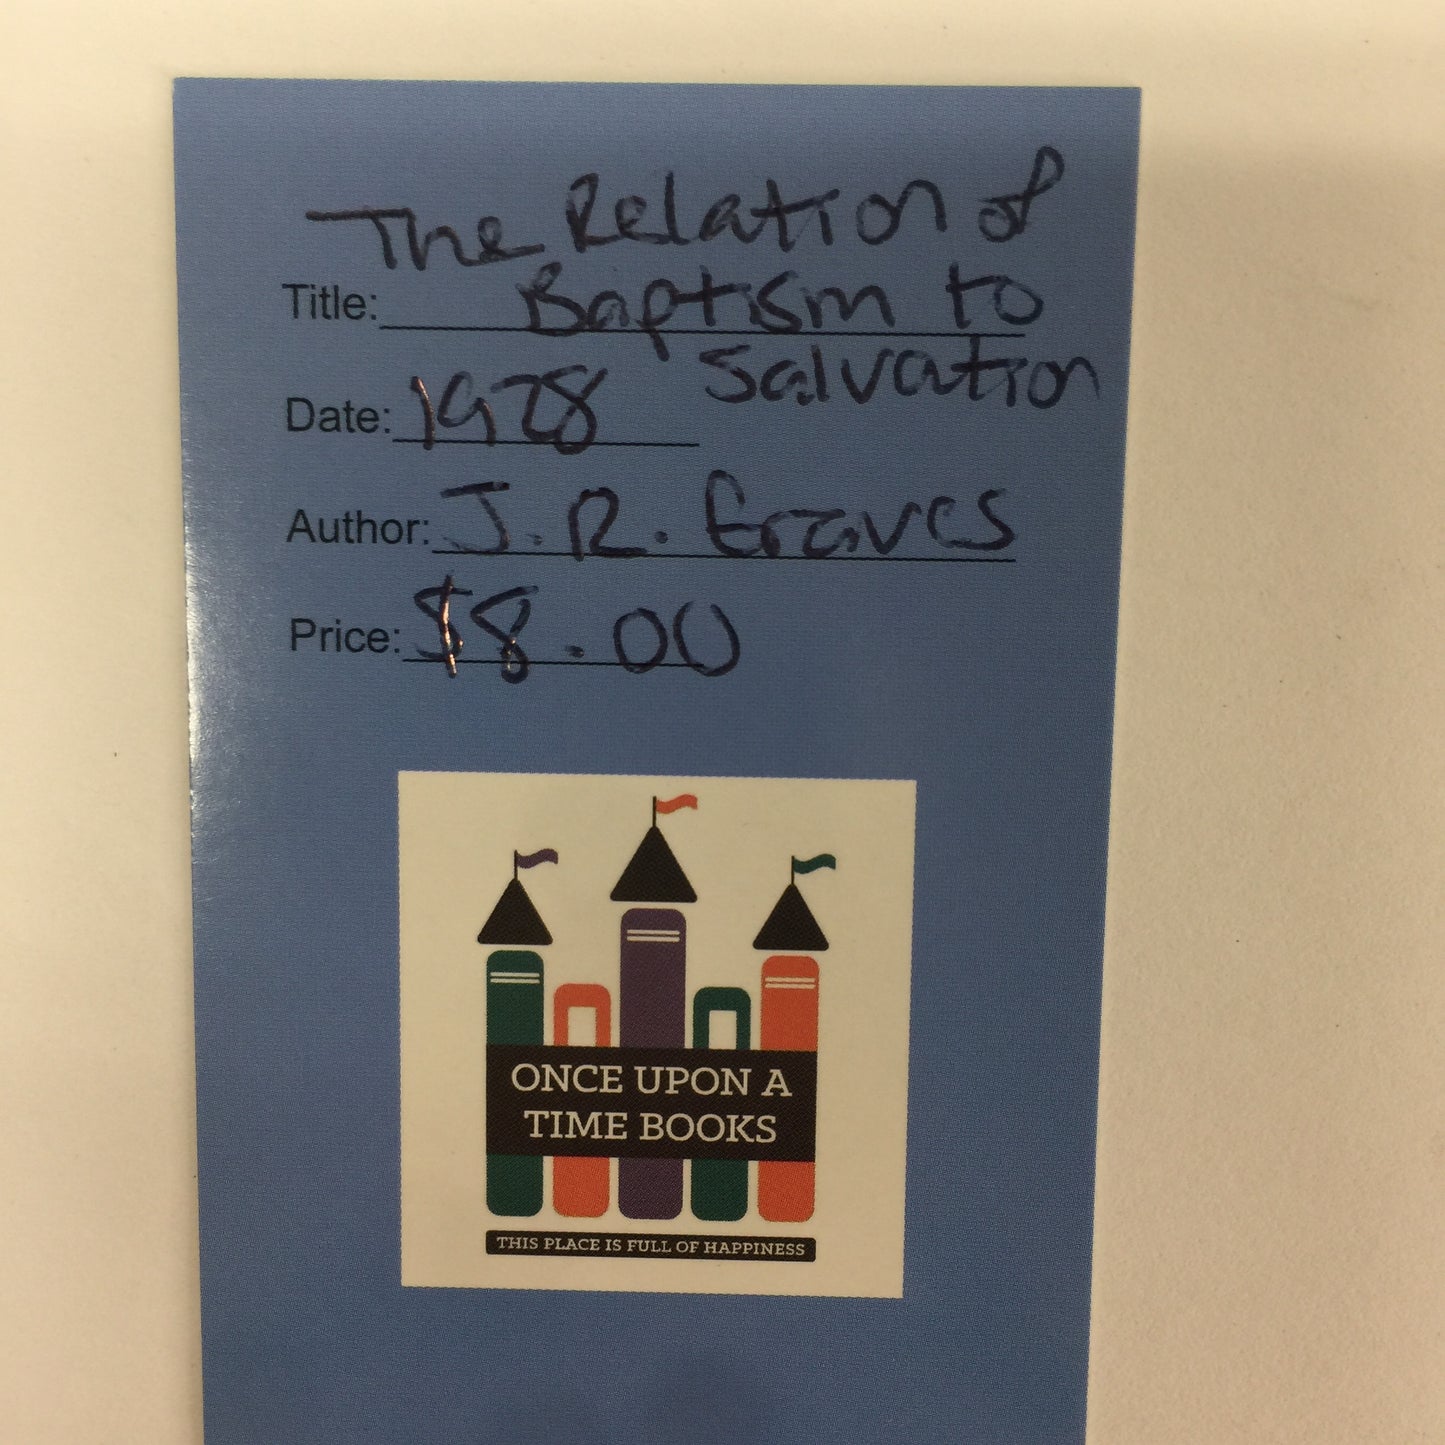 The Relation of
Title: Baptism to
Salvation
Date: 1928
Author: J. R. Graves
Price: $8.00
ONCE UPON A
TIME BOOKS
THIS PLACE IS FULL OF HAPPINESS